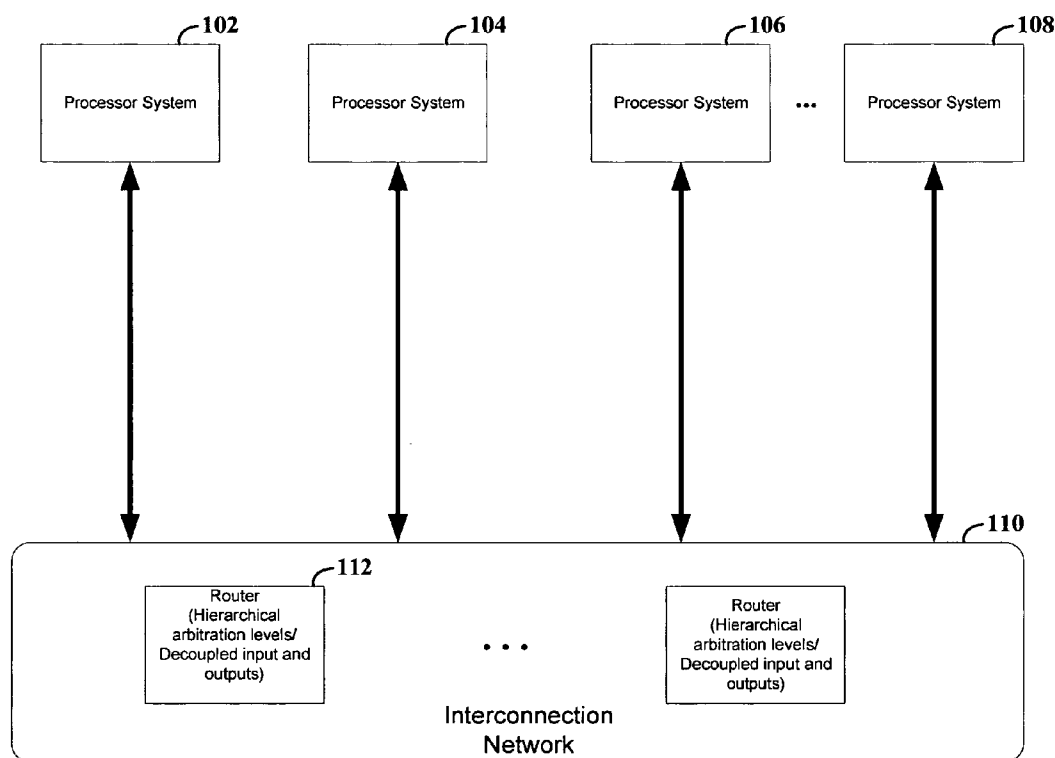 102
104
106
108
Processor System
Processor System
Processor System
...
Processor System
110
112
Router
(Hierarchical
arbitration levels/
Decoupled input and
outputs)
...
Router
(Hierarchical
arbitration levels/
Decoupled input and
outputs)
Interconnection
Network